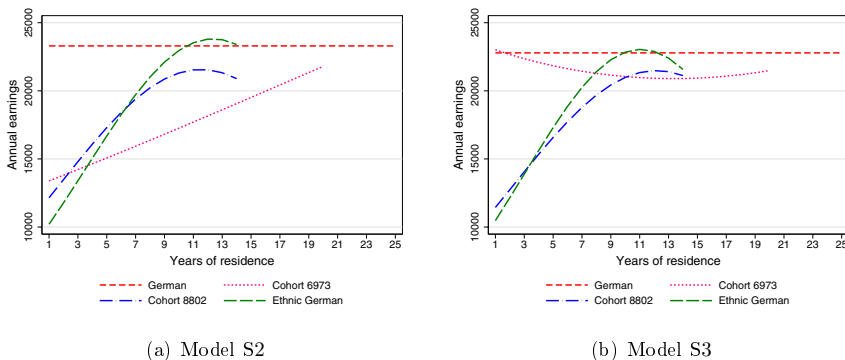 25000
20000
15000
10000
Annual earnings
1 3 5 7 9 11 13 15 17 19 21 23 25
Years of residence
German Cohort 6973
Cohort 8802 Ethnic German
(a) Model S2
25000
20000
15000
10000
Annual earnings
1 3 5 7 9 11 13 15 17 19 21 23 25
Years of residence
German Cohort 6973
Cohort 8802 Ethnic German
(b) Model S3